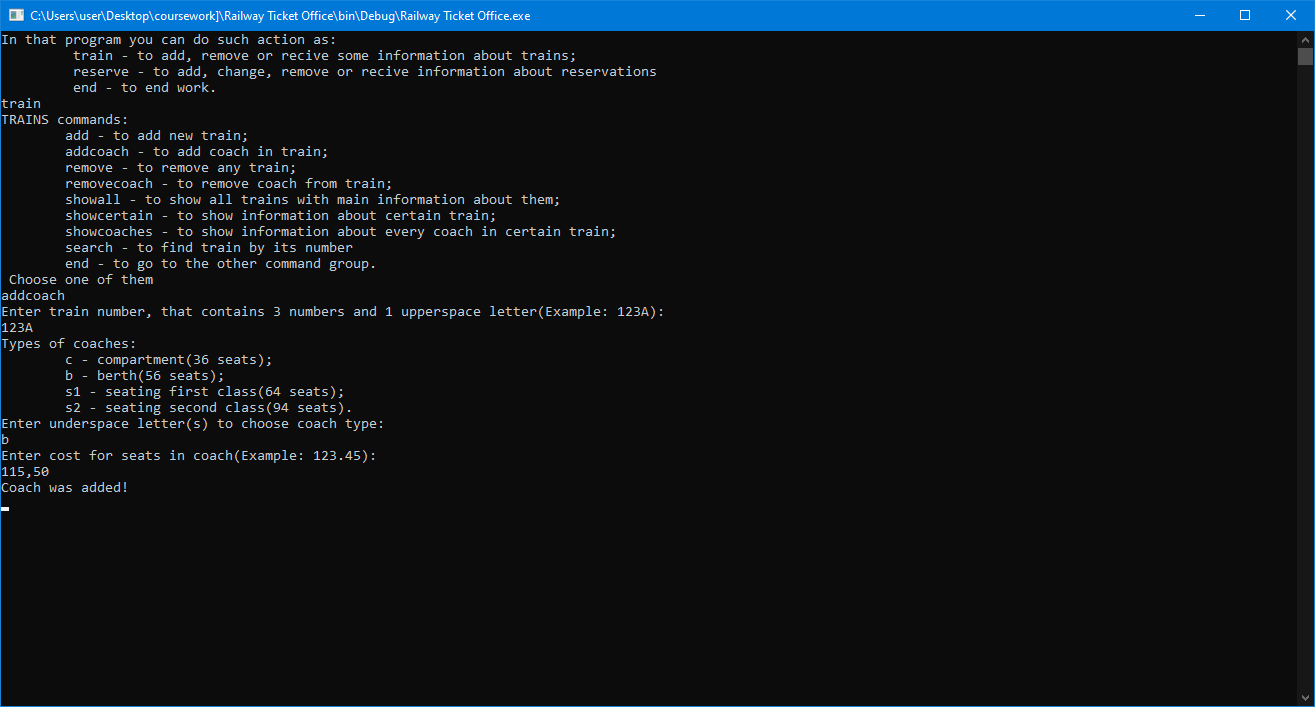 C:\Users\user\Desktop\coursework]\Railway Ticket Office\bin\Debug\Railway Ticket Office.exe
In that program you can do such action as:
train - to add, remove or recive some information about trains;
reserve - to add, change, remove or recive information about reservations
end - to end work.
train
TRAINS commands:
add - to add new train;
addcoach - to add coach in train;
remove - to remove any train;
removecoach - to remove coach from train;
showall - to show all trains with main information about them;
showcertain - to show information about certain train;
showcoaches - to show information about every coach in certain train;
search - to find train by its number
end - to go to the other command group.
Choose one of them
addcoach
Enter train number, that contains 3 numbers and 1 upperspace letter(Example: 123A):
123A
Types of coaches:
c - compartment(36 seats);
b - berth(56 seats);
s1 - seating first class(64 seats);
s2 - seating second class(94 seats).
Enter underspace letter(s) to choose coach type:
b
Enter cost for seats in coach(Example: 123.45):
115,50
Coach was added!